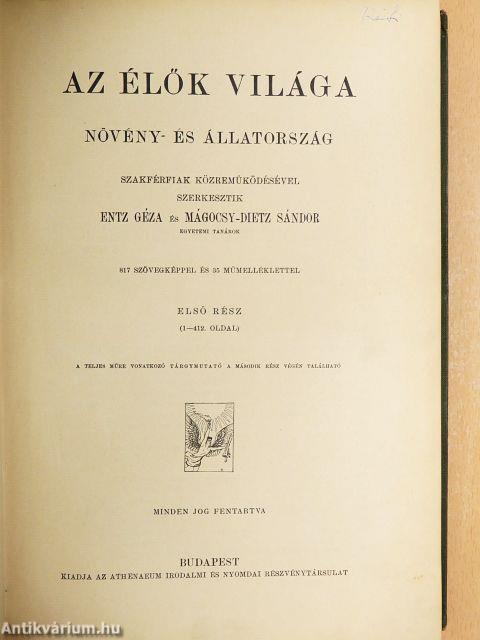 AZ ÉLŐK VILÁGA
NÖVÉNY- ÉS ÁLLATORSZÁG
SZAKFÉRFIAK KÖZREMŰKÖDÉSÉVEL
SZERKESZTIK
ENTZ GÉZA ÉS MÁGOCSY-DIETZ SÁNDOR
EGYETEMI TANÁROK
817 SZÖVEGKÉPPEL ÉS 35 MŰMELLÉKLETTEL
ELSŐ RÉSZ
(1—412. OLDAL)
A TELJES MŰRE VONATKOZÓ TÁRGYMUTATÓ A MÁSODIK RÉSZ VÉGÉN TALÁLHATÓ
MINDEN JOG FENTARTVA
BUDAPEST
KIADJA AZ ATHENAEUM IRODALMI ÉS NYOMDAI RÉSZVÉNYTÁRSULAT
Antikvárium.hu